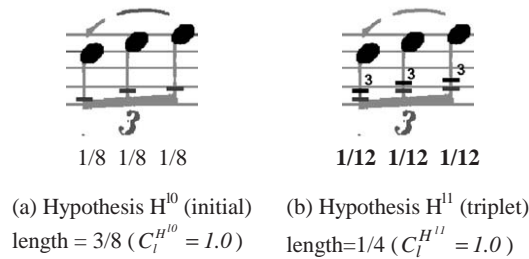 3 3 3
3 3
1/8 1/8 1/8 1/12 1/12 1/12
(a) Hypothesis H^l0 (initial) (b) Hypothesis H^l1 (triplet)
length = 3/8 ( C_l^{H^{l0}} = 1.0 ) length=1/4 ( C_l^{H^{l1}} = 1.0 )